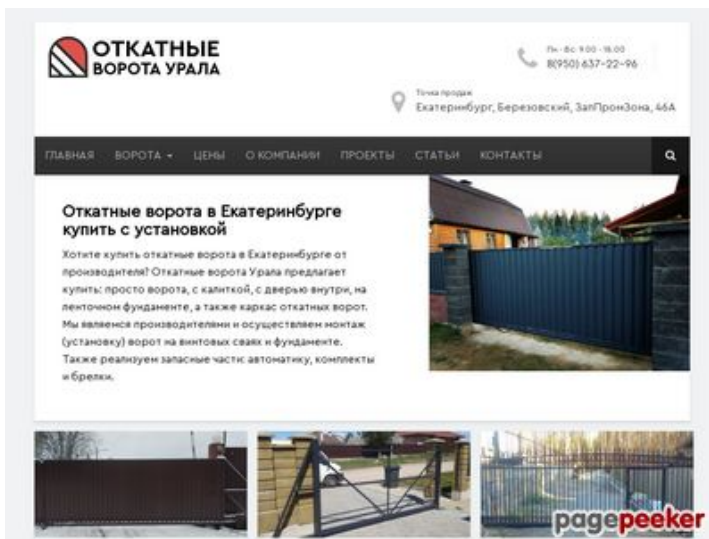 ОТКАТНЫЕ
ВОРОТА УРАЛА
Пн - Вс: 9.00 - 18.00
8(950) 637-22-96
Точка продаж
Екатеринбург, Березовский, ЗапПромЗона, 46А
ГЛАВНАЯ ВОРОТА ЦЕНЫ О КОМПАНИИ ПРОЕКТЫ СТАТЬИ КОНТАКТЫ
Откатные ворота в Екатеринбурге
купить с установкой
Хотите купить откатные ворота в Екатеринбурге от
производителя? Откатные ворота Урала предлагает
купить: просто ворота, с калиткой, с дверью внутри, на
ленточном фундаменте, а также каркас откатных ворот.
Мы являемся производителями и осуществляем монтаж
(установку) ворот на винтовых сваях и фундаменте.
Также реализуем запасные части: автоматику, комплекты
и брелки.
pagepeeker